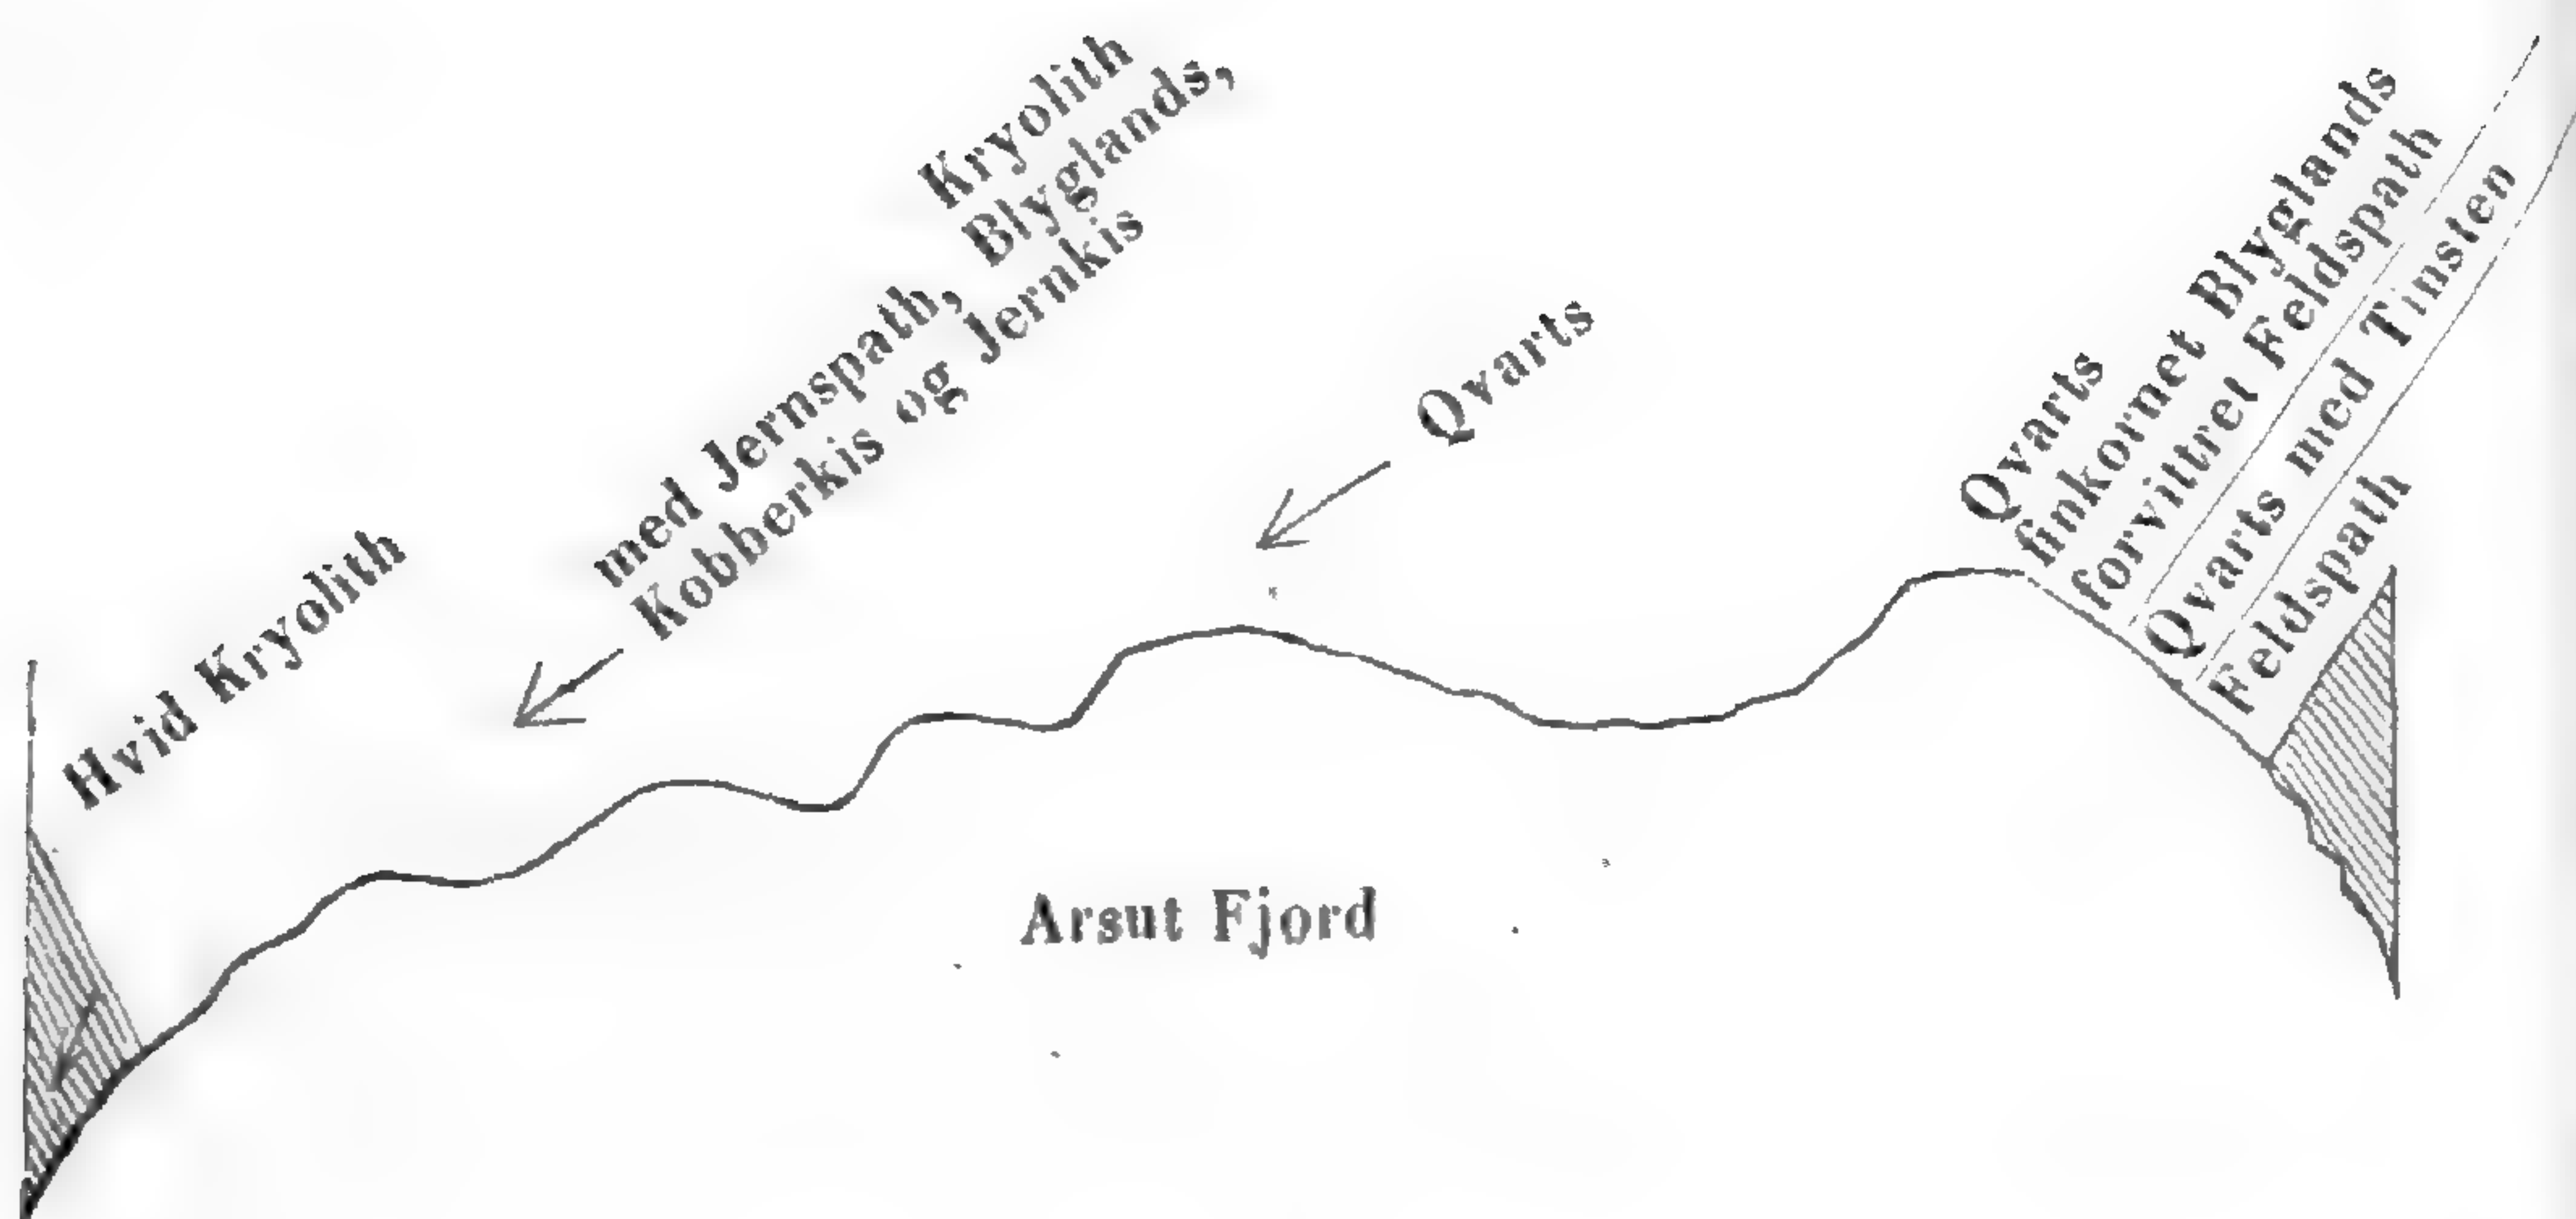 Hvid Kryolith
Kryolith
med Jernspath, Blyglands,
Kobberkis og Jernkis
Qvarts
Qvarts
finkornet Blyglands
forvittret Feldspath
Qvarts med Tinsten
Feldspath
Arsut Fjord